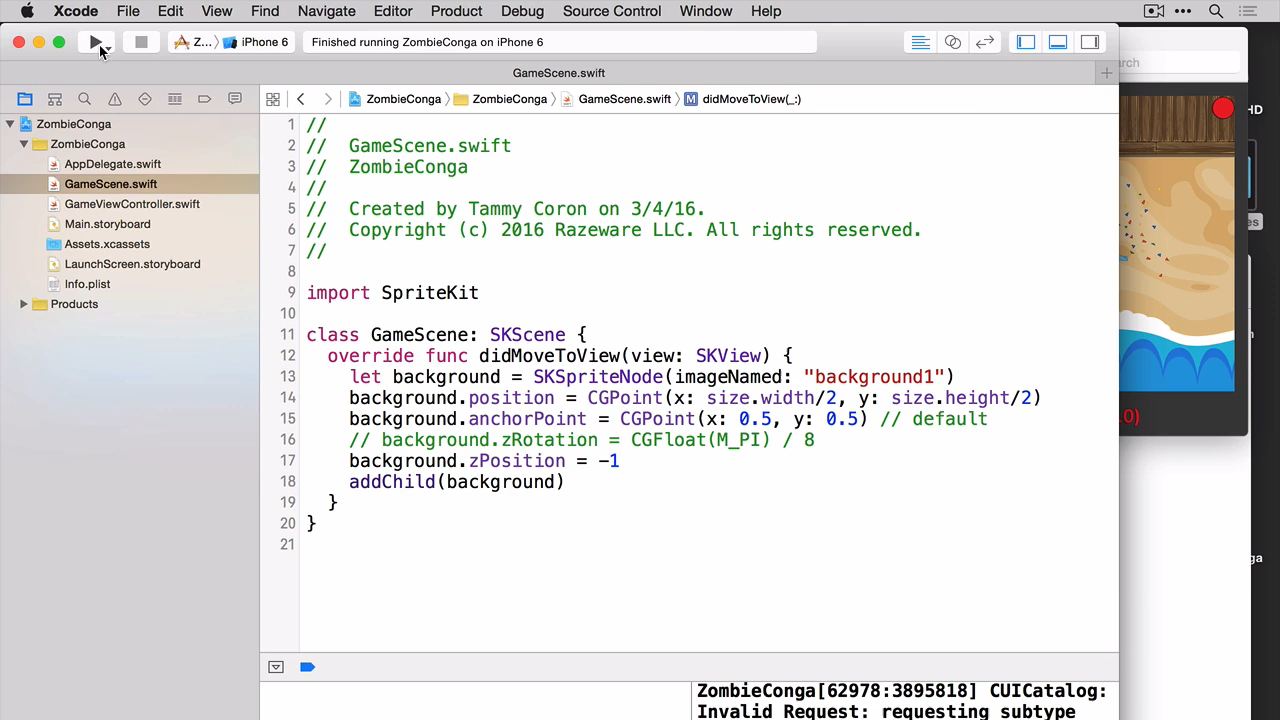 Xcode File Edit View Find Navigate Editor Product Debug Source Control Window Help
Z... iPhone 6 Finished running ZombieConga on iPhone 6
GameScene.swift
ZombieConga ZombieConga GameScene.swift M didMoveToView(_:)
ZombieConga
ZombieConga
AppDelegate.swift
GameScene.swift
GameViewController.swift
Main.storyboard
Assets.xcassets
LaunchScreen.storyboard
Info.plist
Products
1 //
2 // GameScene.swift
3 // ZombieConga
4 //
5 // Created by Tammy Coron on 3/4/16.
6 // Copyright (c) 2016 Razeware LLC. All rights reserved.
7 //
8
9 import SpriteKit
10
11 class GameScene: SKScene {
12 override func didMoveToView(view: SKView) {
13 let background = SKSpriteNode(imageNamed: "background1")
14 background.position = CGPoint(x: size.width/2, y: size.height/2)
15 background.anchorPoint = CGPoint(x: 0.5, y: 0.5) // default
16 // background.zRotation = CGFloat(M_PI) / 8
17 background.zPosition = -1
18 addChild(background)
19 }
20 }
21
ZombieConga[62978:3895818] CUICatalog:
Invalid Request: requesting subtype
arch
HD
es
.0)
n
ga